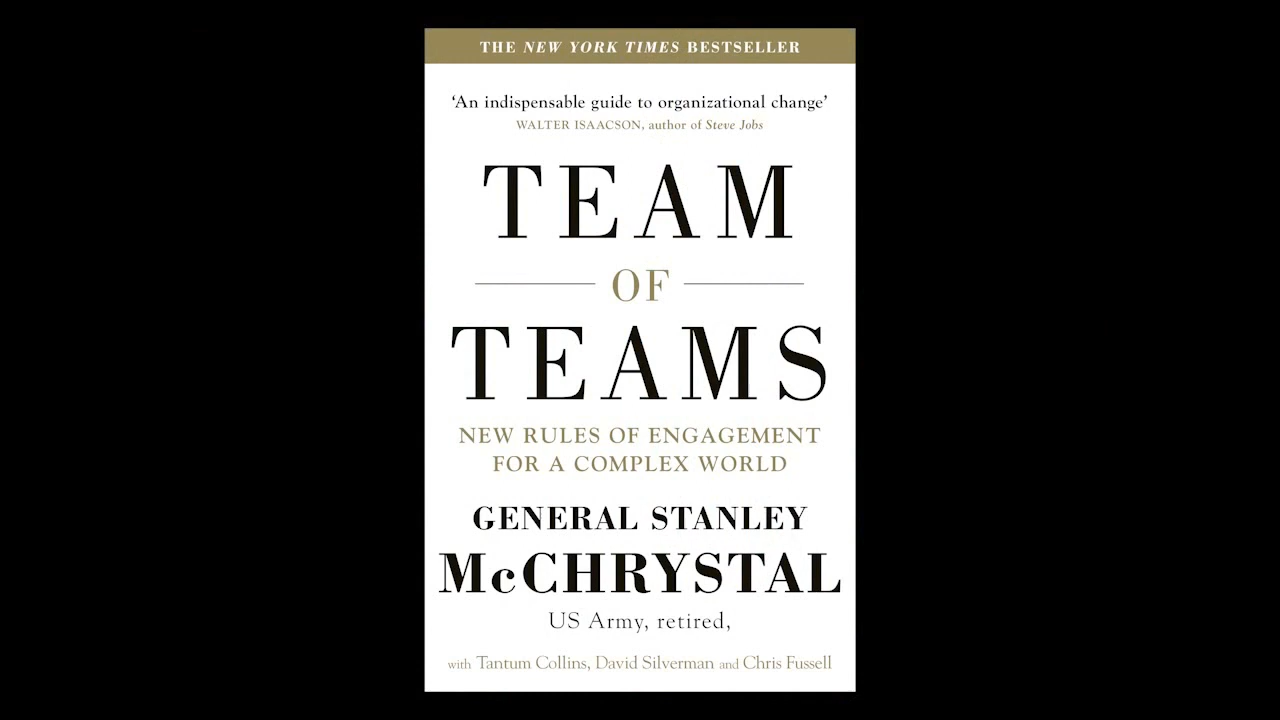 THE NEW YORK TIMES BESTSELLER
‘An indispensable guide to organizational change’
WALTER ISAACSON, author of Steve Jobs
TEAM
OF
TEAMS
NEW RULES OF ENGAGEMENT
FOR A COMPLEX WORLD
GENERAL STANLEY
McCHRYSTAL
US Army, retired,
with Tantum Collins, David Silverman and Chris Fussell